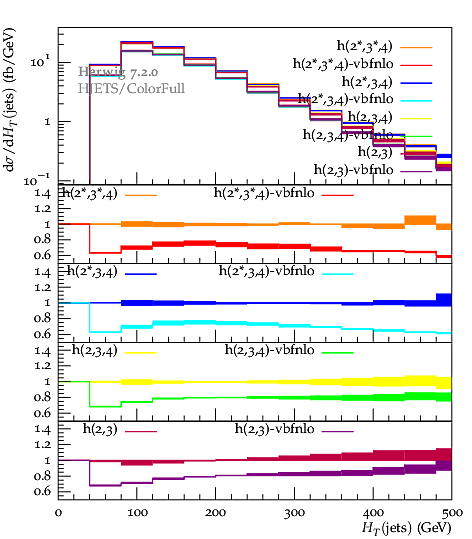 dσ/dH_T(jets) (fb/GeV)
10¹
1
10⁻¹
Herwig 7.2.0
HJETS/ColorFull
h(2*,3*,4)
h(2*,3*,4)-vbfnlo
h(2*,3,4)
h(2*,3,4)-vbfnlo
h(2,3,4)
h(2,3,4)-vbfnlo
h(2,3)
h(2,3)-vbfnlo
h(2*,3*,4) h(2*,3*,4)-vbfnlo
1.4
1.2
1
0.8
0.6
h(2*,3,4) h(2*,3,4)-vbfnlo
1.4
1.2
1
0.8
0.6
h(2,3,4) h(2,3,4)-vbfnlo
1.4
1.2
1
0.8
0.6
h(2,3) h(2,3)-vbfnlo
1.4
1.2
1
0.8
0.6
0 100 200 300 400 500
H_T(jets) (GeV)